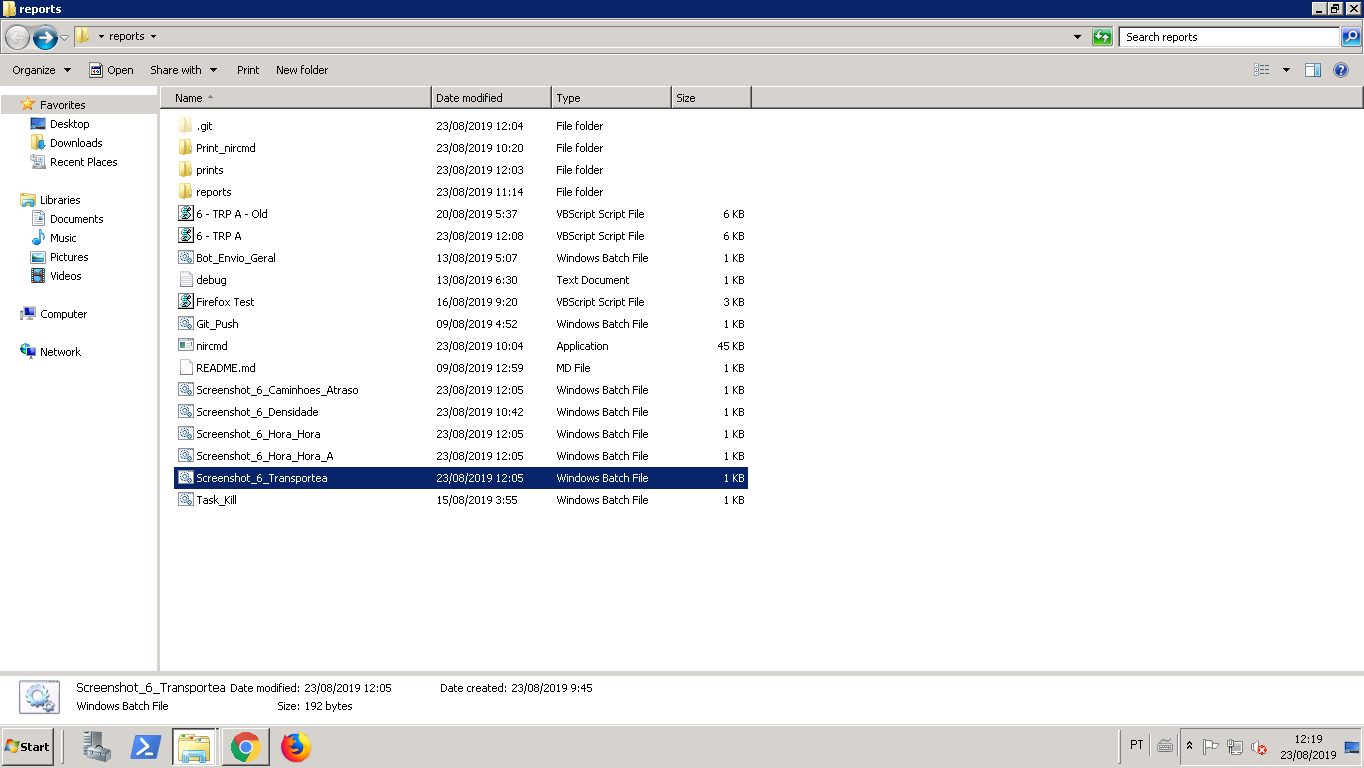 reports
reports
Search reports
Organize Open Share with Print New folder
Name Date modified Type Size
Favorites
Desktop
Downloads
Recent Places
Libraries
Documents
Music
Pictures
Videos
Computer
Network
.git 23/08/2019 12:04 File folder
Print_nircmd 23/08/2019 10:20 File folder
prints 23/08/2019 12:03 File folder
reports 23/08/2019 11:14 File folder
6 - TRP A - Old 20/08/2019 5:37 VBScript Script File 6 KB
6 - TRP A 23/08/2019 12:08 VBScript Script File 6 KB
Bot_Envio_Geral 13/08/2019 5:07 Windows Batch File 1 KB
debug 13/08/2019 6:30 Text Document 1 KB
Firefox Test 16/08/2019 9:20 VBScript Script File 3 KB
Git_Push 09/08/2019 4:52 Windows Batch File 1 KB
nircmd 23/08/2019 10:04 Application 45 KB
README.md 09/08/2019 12:59 MD File 1 KB
Screenshot_6_Caminhoes_Atraso 23/08/2019 12:05 Windows Batch File 1 KB
Screenshot_6_Densidade 23/08/2019 10:42 Windows Batch File 1 KB
Screenshot_6_Hora_Hora 23/08/2019 12:05 Windows Batch File 1 KB
Screenshot_6_Hora_Hora_A 23/08/2019 12:05 Windows Batch File 1 KB
Screenshot_6_Transportea 23/08/2019 12:05 Windows Batch File 1 KB
Task_Kill 15/08/2019 3:55 Windows Batch File 1 KB
Screenshot_6_Transportea Date modified: 23/08/2019 12:05 Date created: 23/08/2019 9:45
Windows Batch File Size: 192 bytes
Start
PT
12:19
23/08/2019